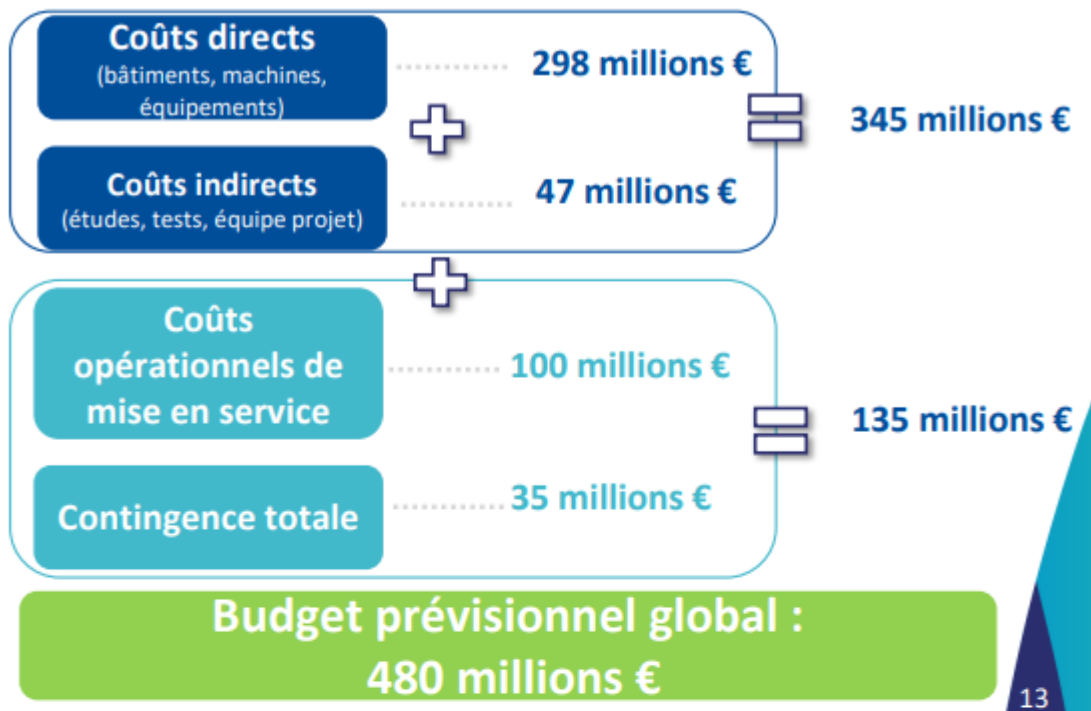 Coûts directs
(bâtiments, machines,
équipements)
298 millions €
345 millions €
Coûts indirects
(études, tests, équipe projet)
47 millions €
Coûts
opérationnels de
mise en service
100 millions €
135 millions €
Contingence totale
35 millions €
Budget prévisionnel global :
480 millions €
13